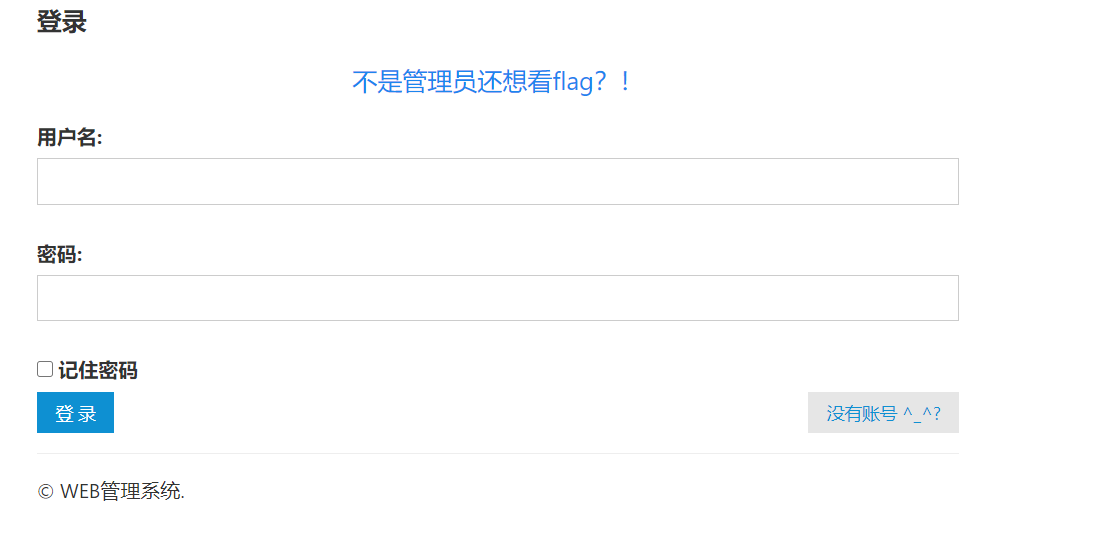 登录
不是管理员还想看flag？！
用户名:
密码:
记住密码
登 录
没有账号 ^_^?
© WEB管理系统.